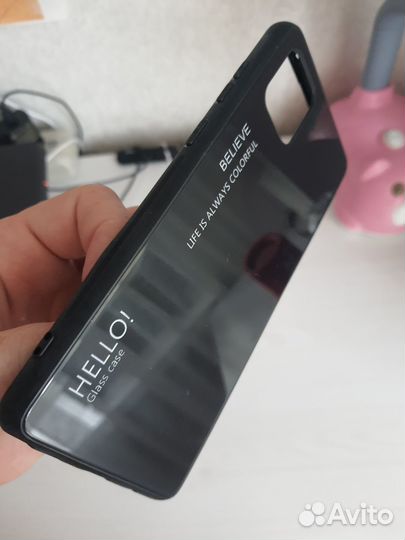 BELIEVE
LIFE IS ALWAYS COLORFUL
HELLO!
Glass case
Avito